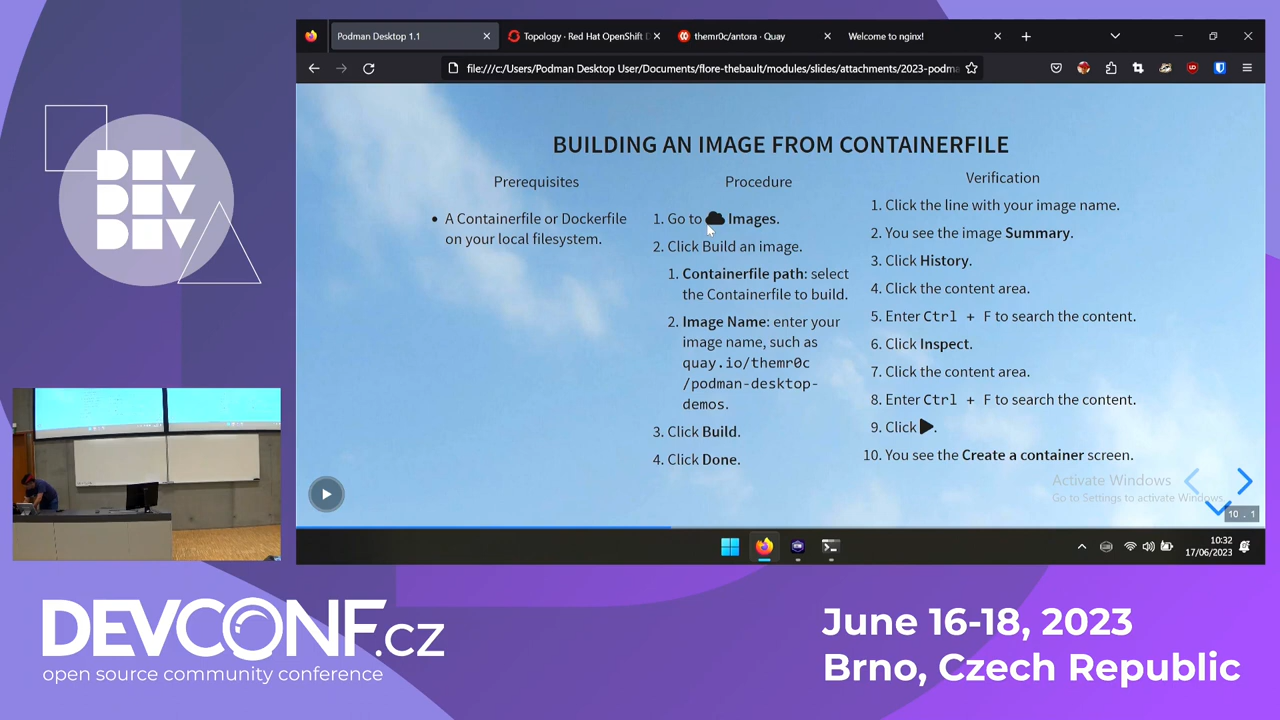 Podman Desktop 1.1
Topology · Red Hat OpenShift D
themr0c/antora · Quay
Welcome to nginx!
file:///c:/Users/Podman Desktop User/Documents/flore-thebault/modules/slides/attachments/2023-podm
DEV
DEV
DEV
BUILDING AN IMAGE FROM CONTAINERFILE
Prerequisites
• A Containerfile or Dockerfile
on your local filesystem.
Procedure
1. Go to Images.
2. Click Build an image.
1. Containerfile path: select
the Containerfile to build.
2. Image Name: enter your
image name, such as
quay.io/themr0c
/podman-desktop-
demos.
3. Click Build.
4. Click Done.
Verification
1. Click the line with your image name.
2. You see the image Summary.
3. Click History.
4. Click the content area.
5. Enter Ctrl + F to search the content.
6. Click Inspect.
7. Click the content area.
8. Enter Ctrl + F to search the content.
9. Click .
10. You see the Create a container screen.
Activate Windows
Go to Settings to activate Windows.
10 . 1
10:32
17/06/2023
DEVCONF.cz
open source community conference
June 16-18, 2023
Brno, Czech Republic